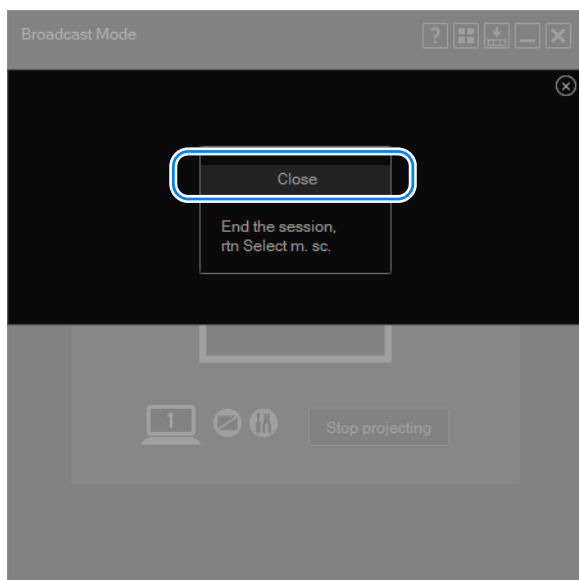 Broadcast Mode
?
Close
End the session,
rtn Select m. sc.
1
Stop projecting